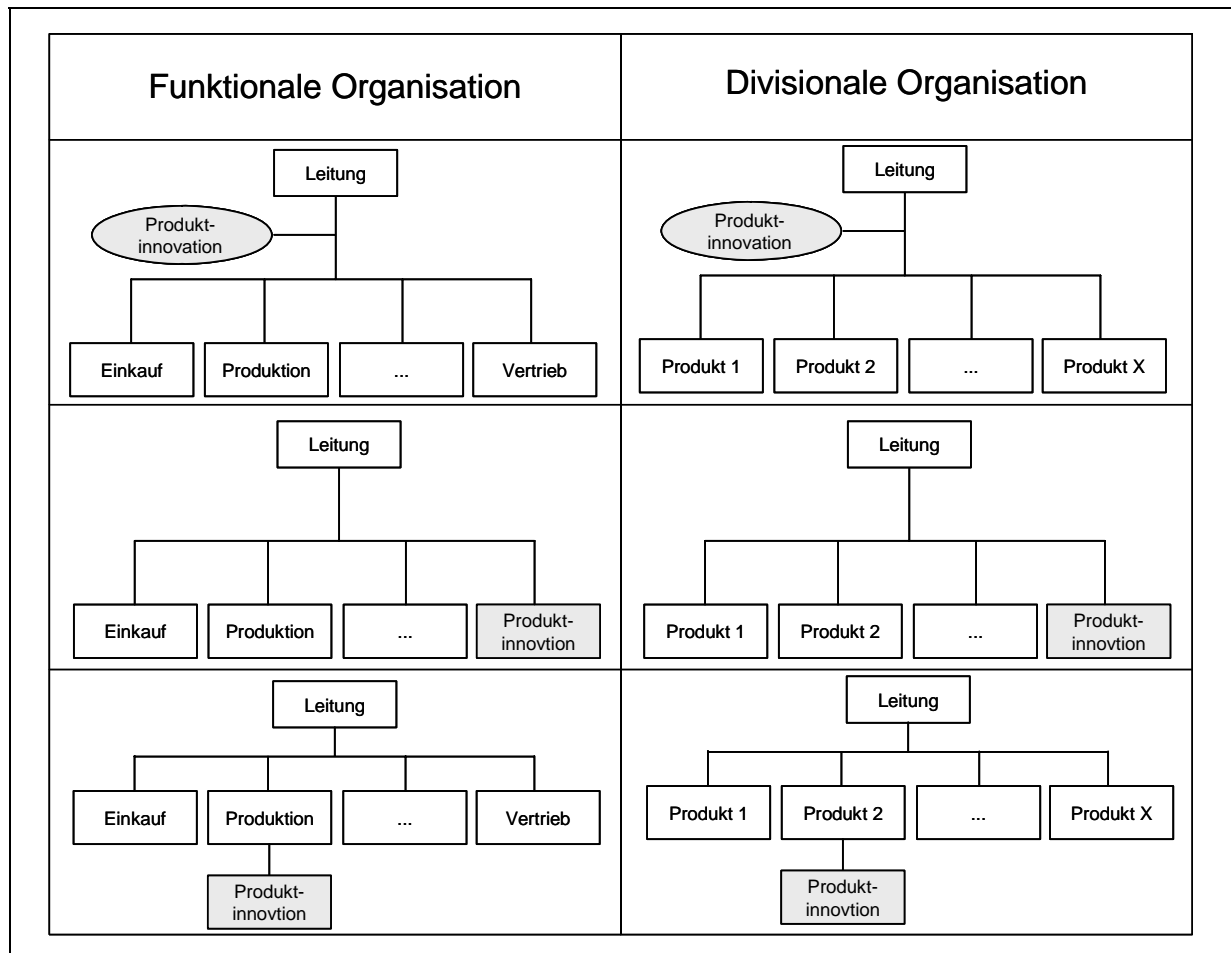 Funktionale Organisation
Divisionale Organisation
Leitung
Produkt-
innovation
Einkauf
Produktion
...
Vertrieb
Leitung
Produkt-
innovation
Produkt 1
Produkt 2
...
Produkt X
Leitung
Einkauf
Produktion
...
Produkt-
innovtion
Leitung
Produkt 1
Produkt 2
...
Produkt-
innovtion
Leitung
Einkauf
Produktion
...
Vertrieb
Produkt-
innovtion
Leitung
Produkt 1
Produkt 2
...
Produkt X
Produkt-
innovtion